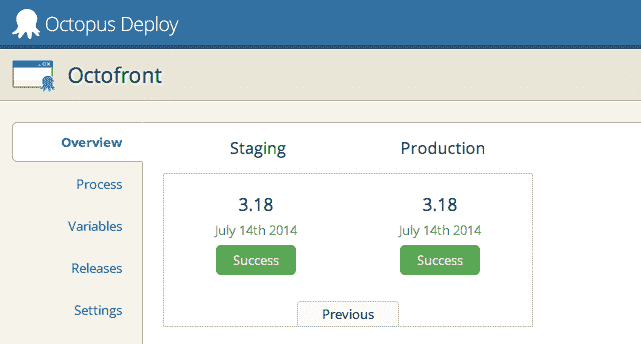 Octopus Deploy
Octofront
Overview
Process
Variables
Releases
Settings
Staging Production
3.18 3.18
July 14th 2014 July 14th 2014
Success Success
Previous